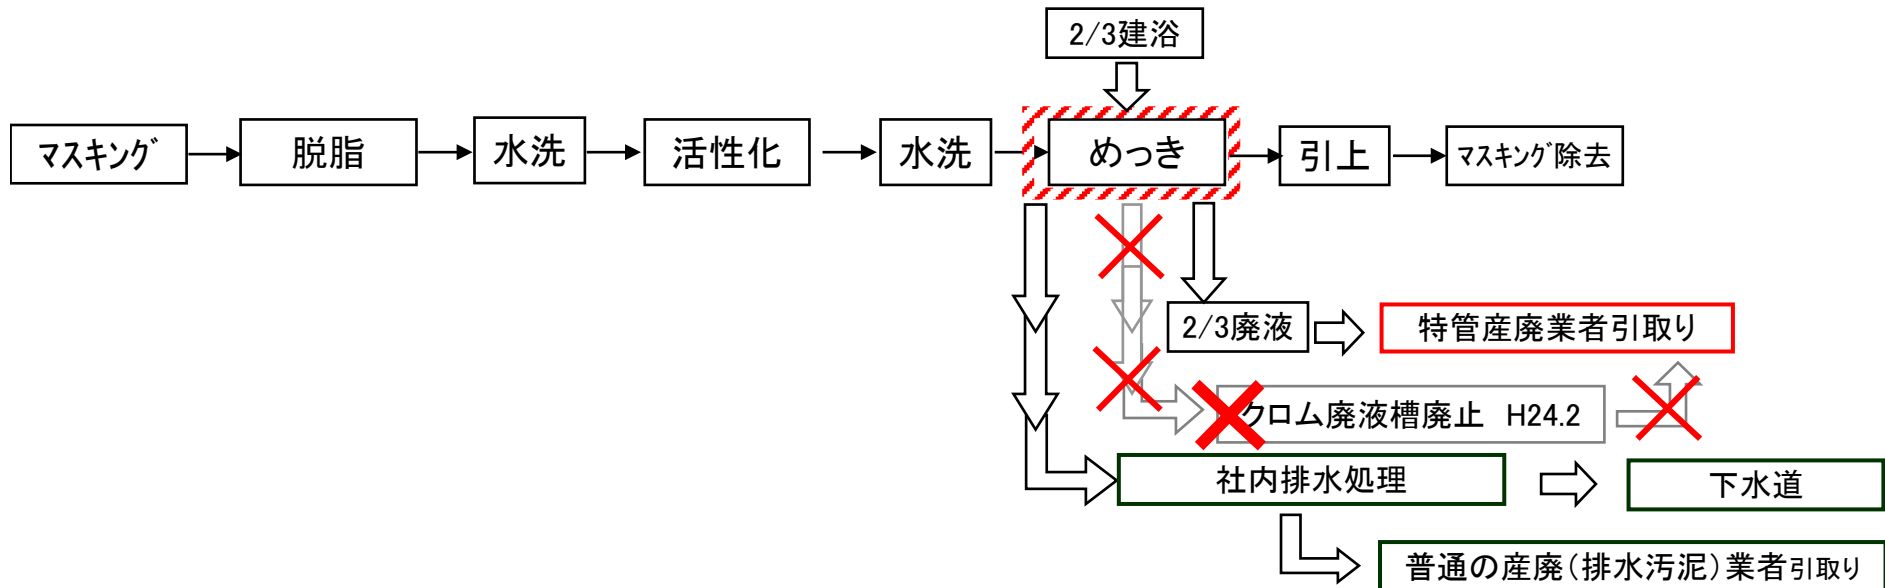 2/3建浴
マスキング
脱脂
水洗
活性化
水洗
めっき
引上
マスキング除去
2/3廃液
特管産廃業者引取り
クロム廃液槽廃止 H24.2
社内排水処理
下水道
普通の産廃(排水汚泥)業者引取り